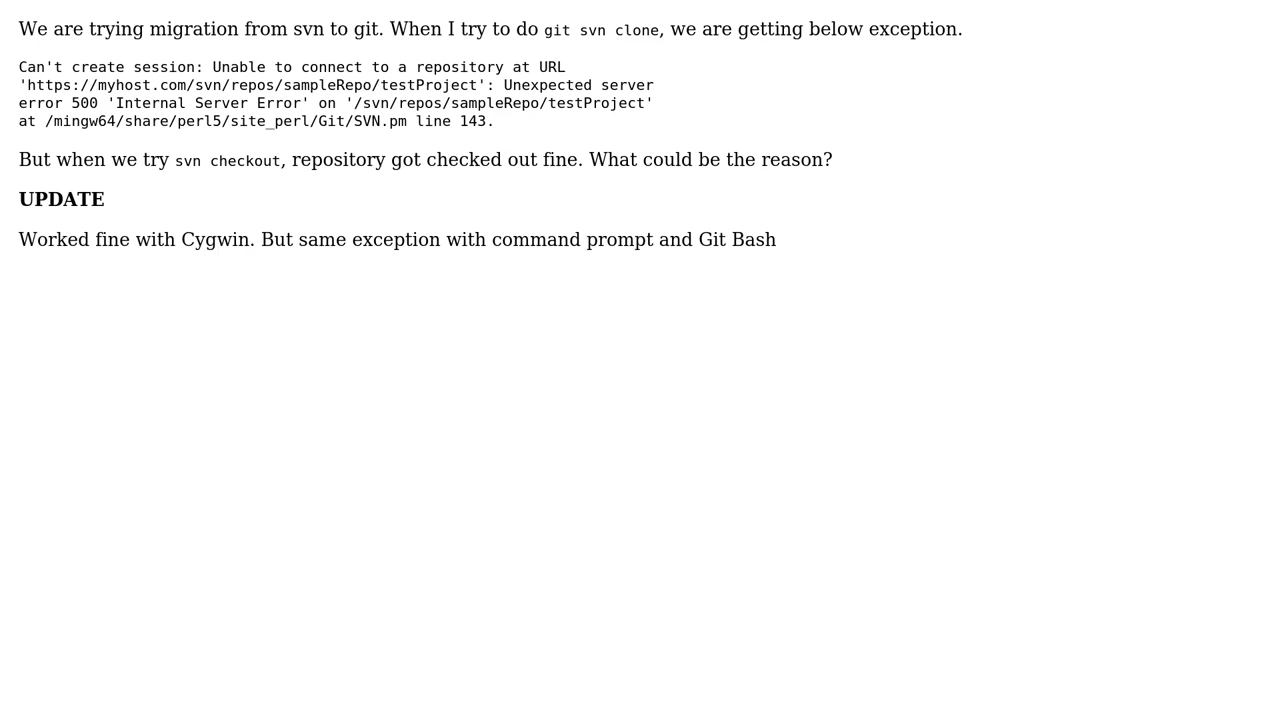 We are trying migration from svn to git. When I try to do git svn clone, we are getting below exception.
Can't create session: Unable to connect to a repository at URL
'https://myhost.com/svn/repos/sampleRepo/testProject': Unexpected server
error 500 'Internal Server Error' on '/svn/repos/sampleRepo/testProject'
at /mingw64/share/perl5/site_perl/Git/SVN.pm line 143.
But when we try svn checkout, repository got checked out fine. What could be the reason?
UPDATE
Worked fine with Cygwin. But same exception with command prompt and Git Bash